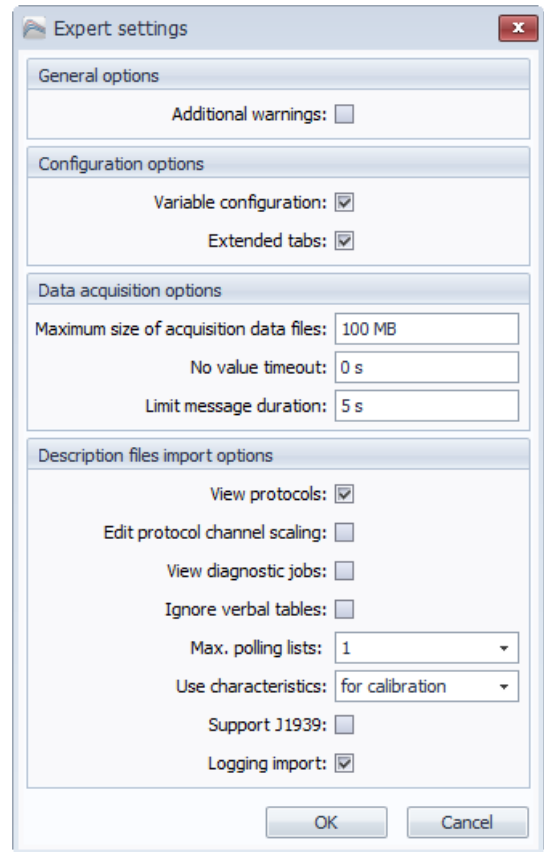 Expert settings
General options
Additional warnings:
Configuration options
Variable configuration:
Extended tabs:
Data acquisition options
Maximum size of acquisition data files: 100 MB
No value timeout: 0 s
Limit message duration: 5 s
Description files import options
View protocols:
Edit protocol channel scaling:
View diagnostic jobs:
Ignore verbal tables:
Max. polling lists: 1
Use characteristics: for calibration
Support J1939:
Logging import:
OK Cancel